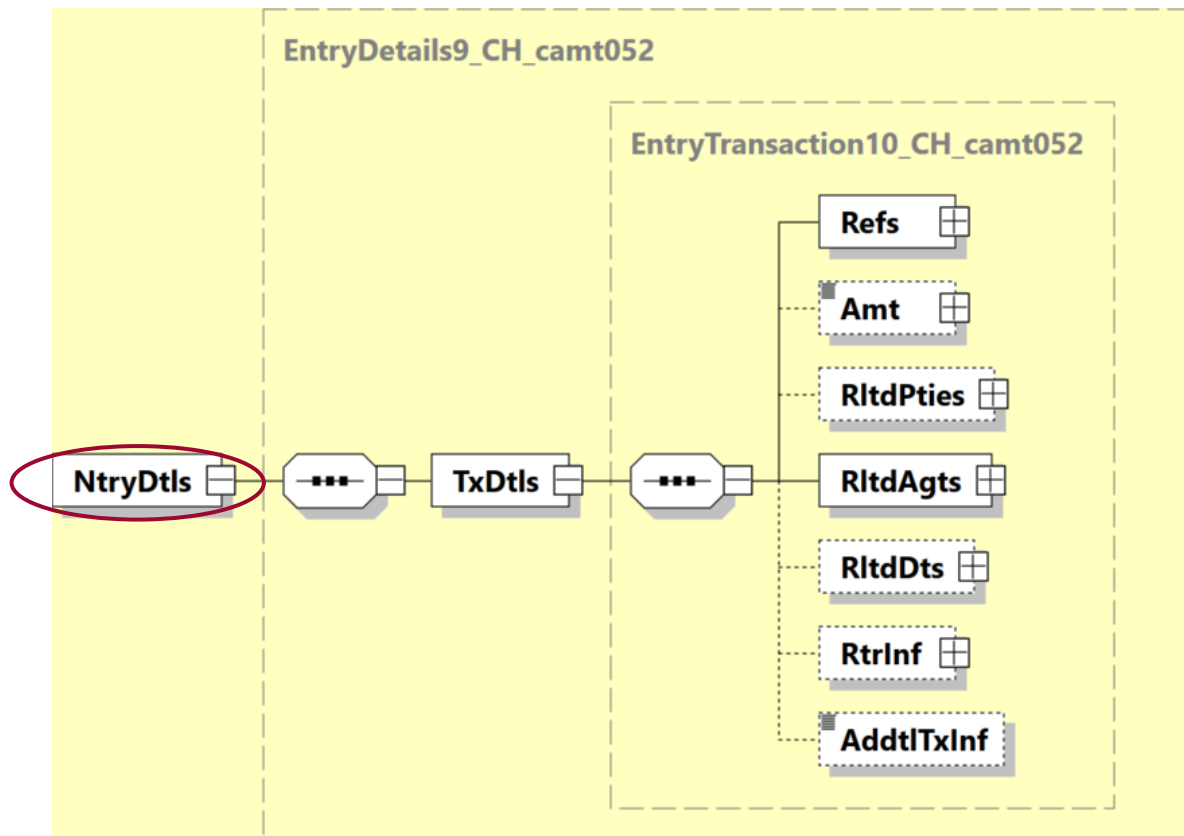 EntryDetails9_CH_camt052
EntryTransaction10_CH_camt052
Refs
Amt
RltdPties
NtryDtls
TxDtls
RltdAgts
RltdDts
RtrInf
AddtlTxInf